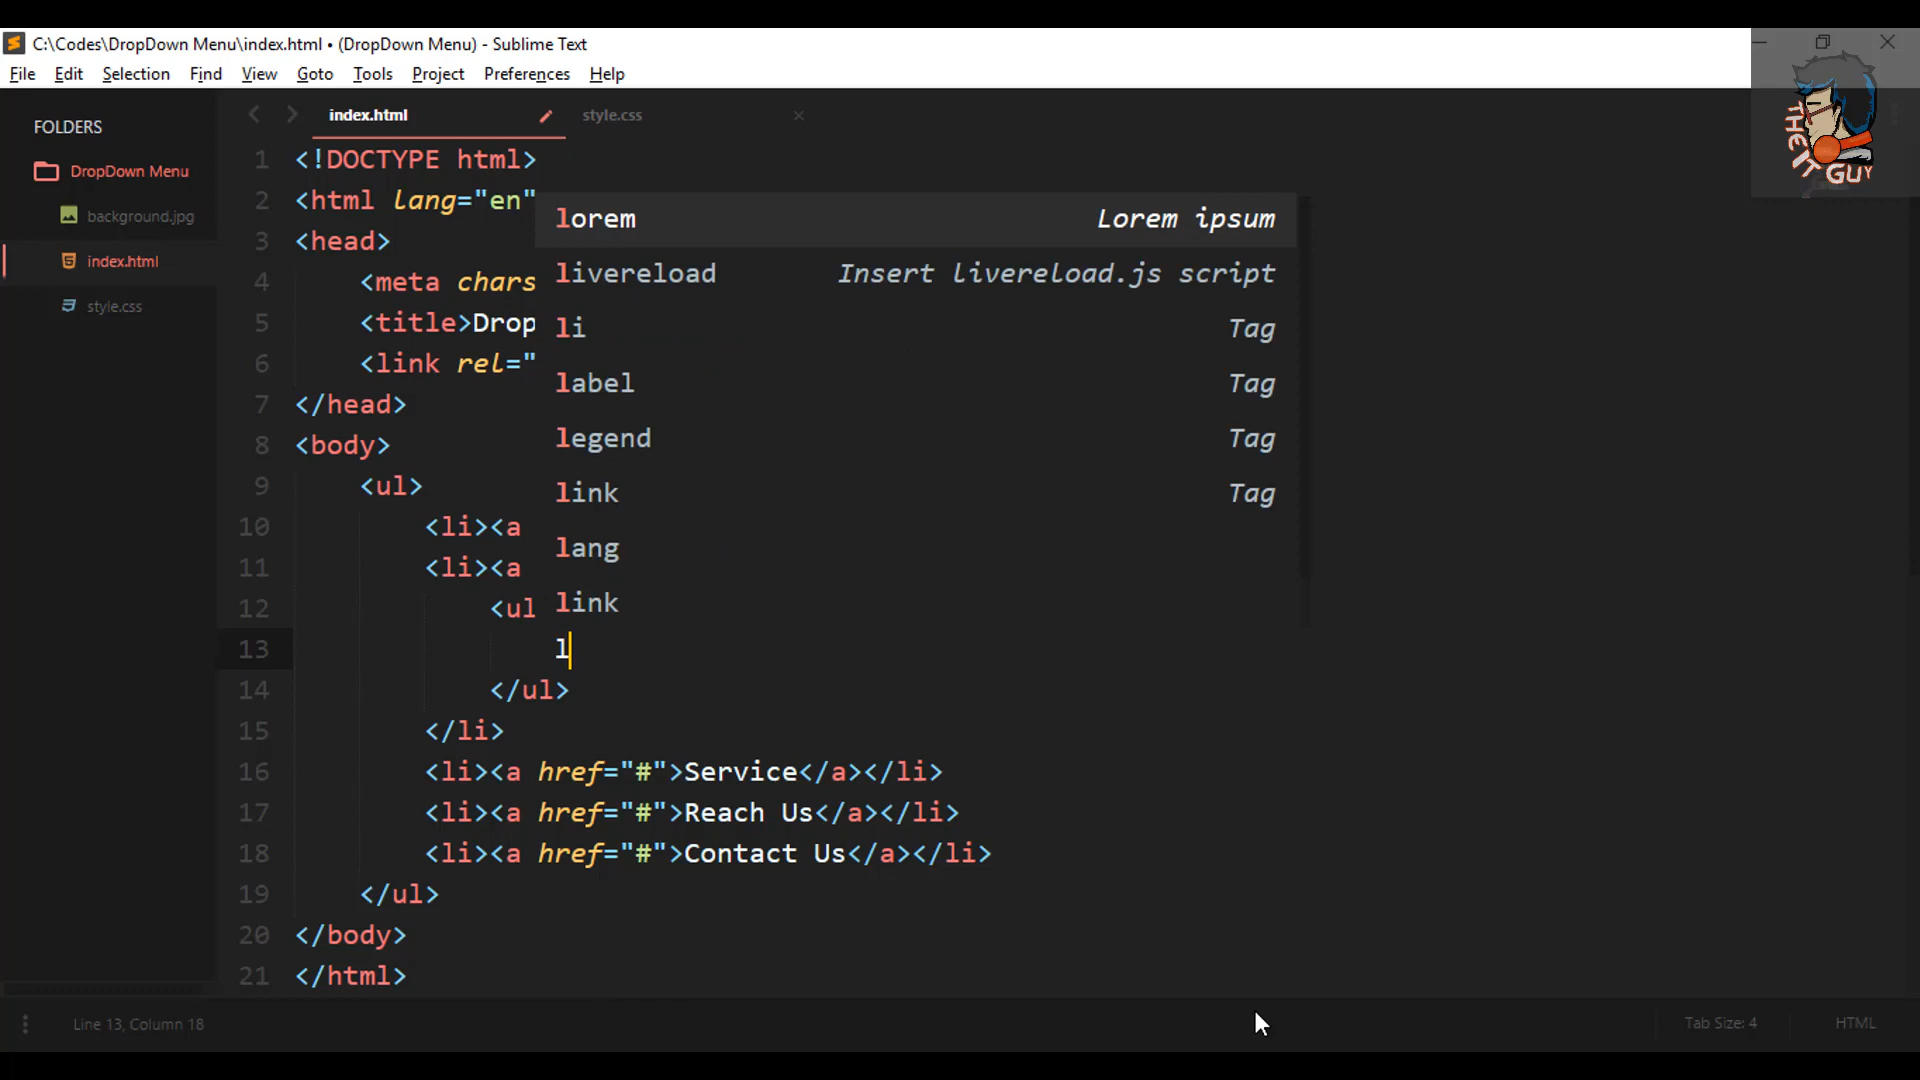 C:\Codes\DropDown Menu\index.html • (DropDown Menu) - Sublime Text
File Edit Selection Find View Goto Tools Project Preferences Help
THE IT GUY
FOLDERS
DropDown Menu
background.jpg
index.html
style.css
index.html
style.css
1 <!DOCTYPE html>
2 <html lang="en"
3 <head>
4 <meta chars
5 <title>Drop
6 <link rel="
7 </head>
8 <body>
9 <ul>
10 <li><a
11 <li><a
12 <ul
13 l
14 </ul>
15 </li>
16 <li><a href="#">Service</a></li>
17 <li><a href="#">Reach Us</a></li>
18 <li><a href="#">Contact Us</a></li>
19 </ul>
20 </body>
21 </html>
lorem Lorem ipsum
livereload Insert livereload.js script
li Tag
label Tag
legend Tag
link Tag
lang
link
Line 13, Column 18
Tab Size: 4
HTML